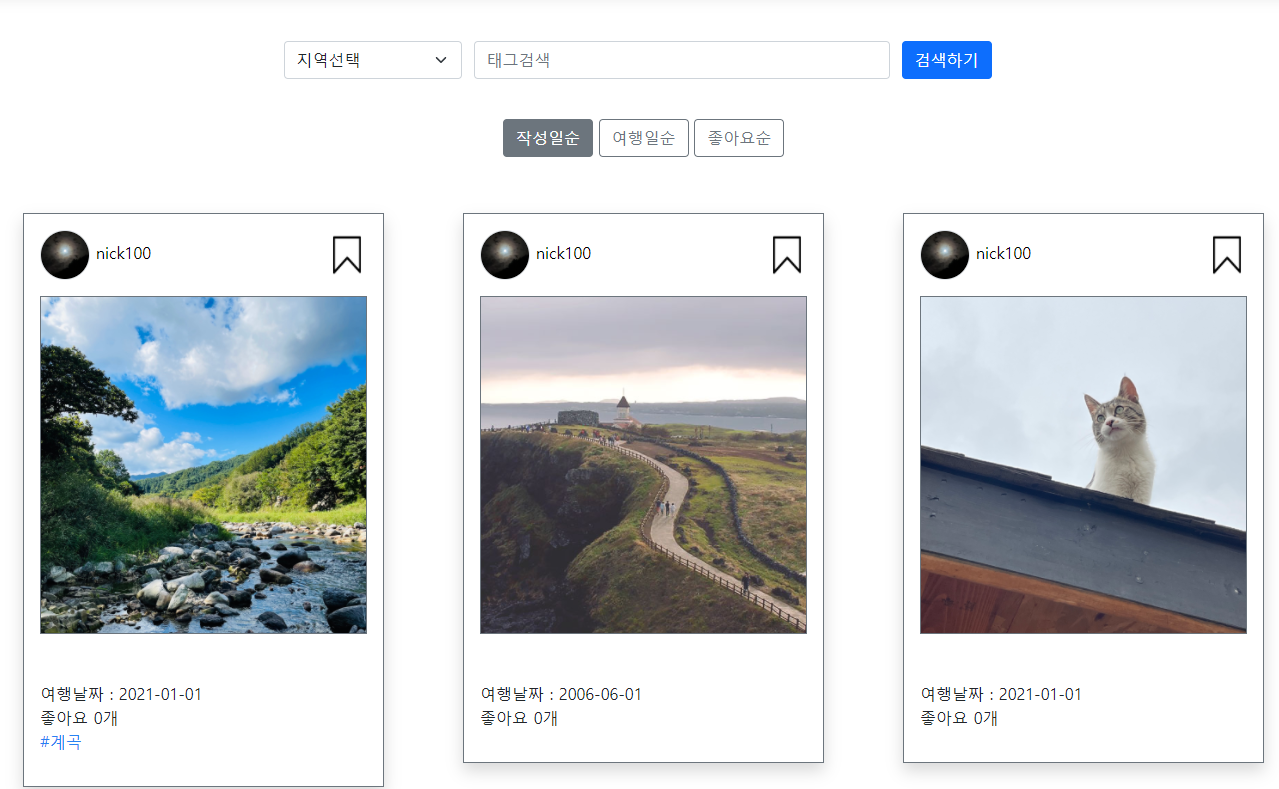 지역선택 태그검색 검색하기
작성일순 여행일순 좋아요순
nick100
여행날짜 : 2021-01-01
좋아요 0개
#계곡
nick100
여행날짜 : 2006-06-01
좋아요 0개
nick100
여행날짜 : 2021-01-01
좋아요 0개